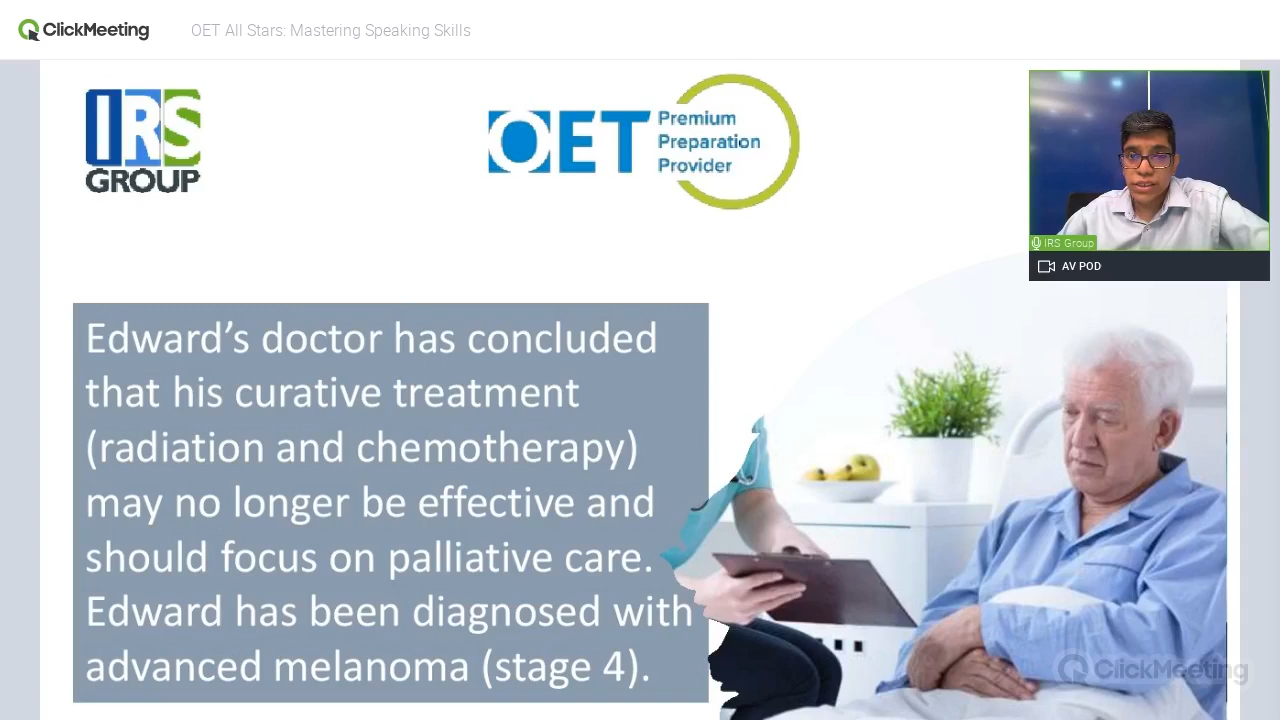 ClickMeeting
OET All Stars: Mastering Speaking Skills
IRS
GROUP
OET
Premium
Preparation
Provider
IRS Group
AV POD
Edward’s doctor has concluded
that his curative treatment
(radiation and chemotherapy)
may no longer be effective and
should focus on palliative care.
Edward has been diagnosed with
advanced melanoma (stage 4).
ClickMeeting